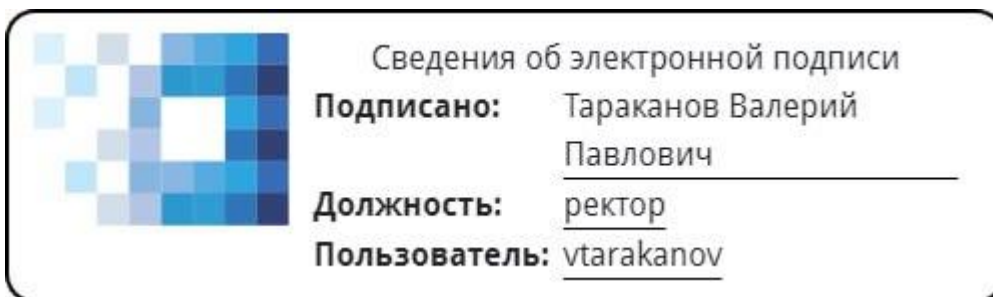 Сведения об электронной подписи
Подписано: Тараканов Валерий
Павлович
Должность: ректор
Пользователь: vtarakanov